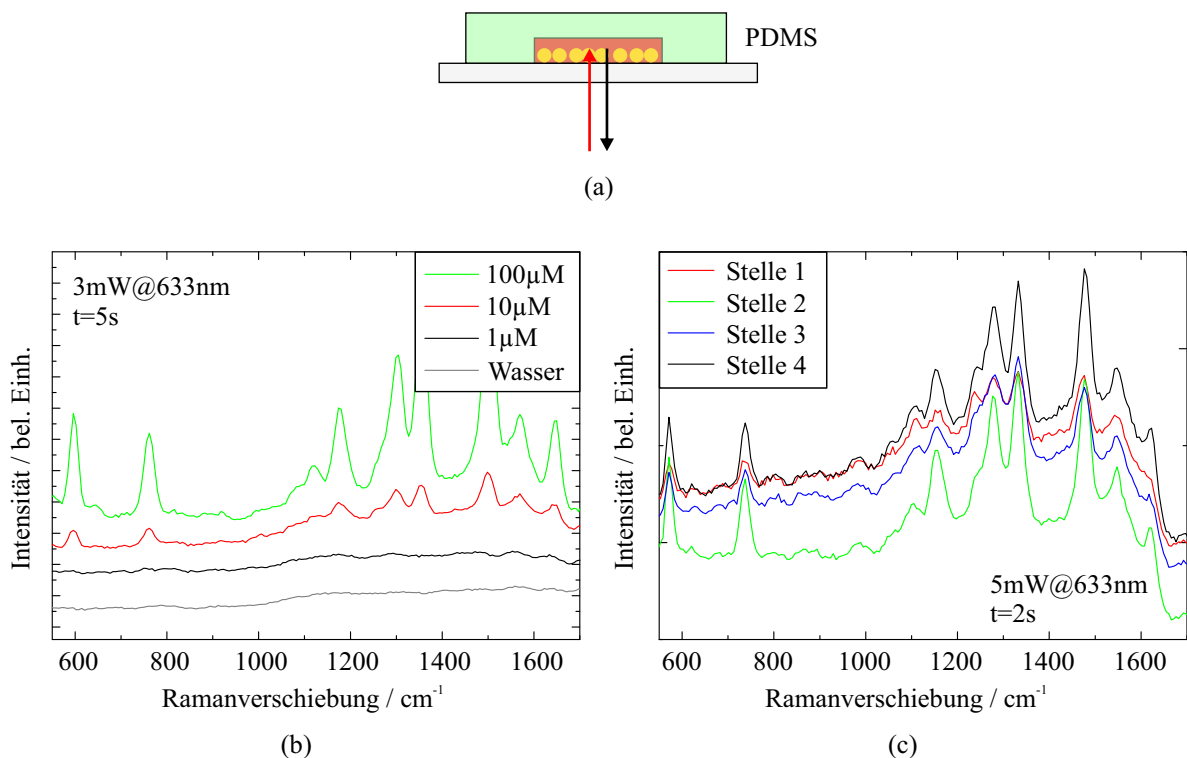 PDMS
(a)
3mW@633nm
t=5s
100µM
10µM
1µM
Wasser
Intensität / bel. Einh.
600 800 1000 1200 1400 1600
Ramanverschiebung / cm⁻¹
(b)
Stelle 1
Stelle 2
Stelle 3
Stelle 4
5mW@633nm
t=2s
Intensität / bel. Einh.
600 800 1000 1200 1400 1600
Ramanverschiebung / cm⁻¹
(c)